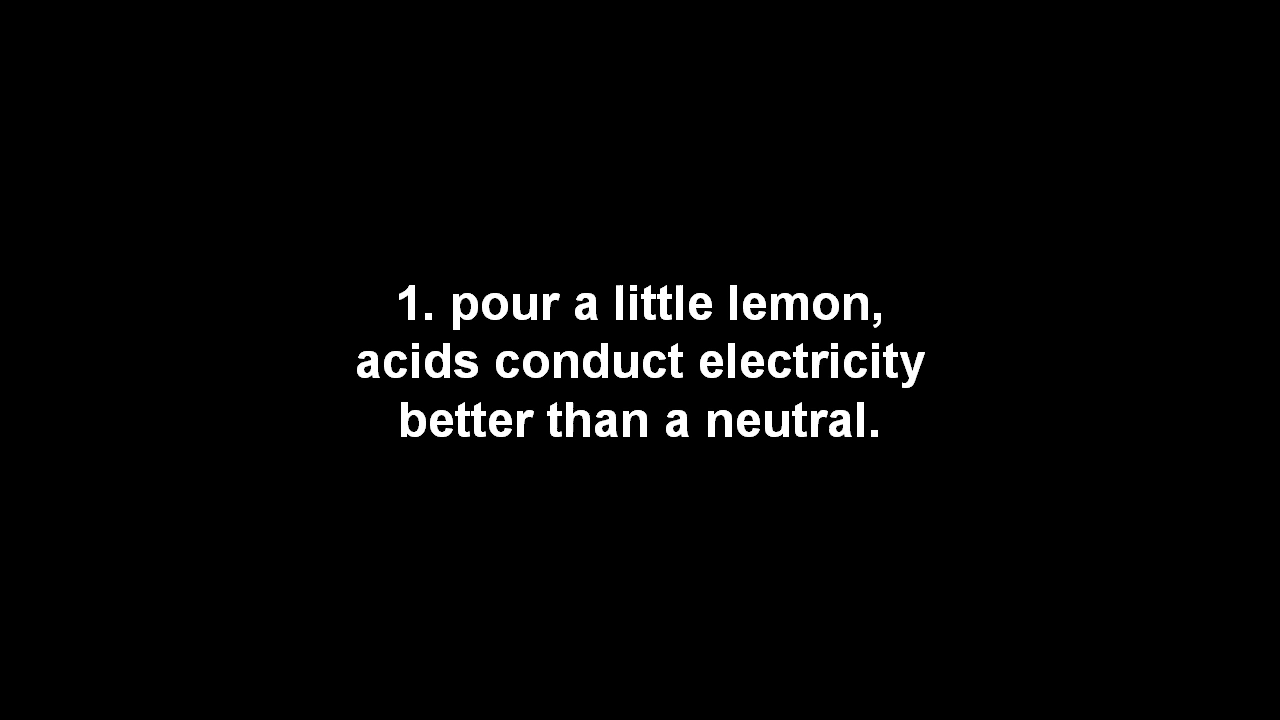 1. pour a little lemon,
acids conduct electricity
better than a neutral.